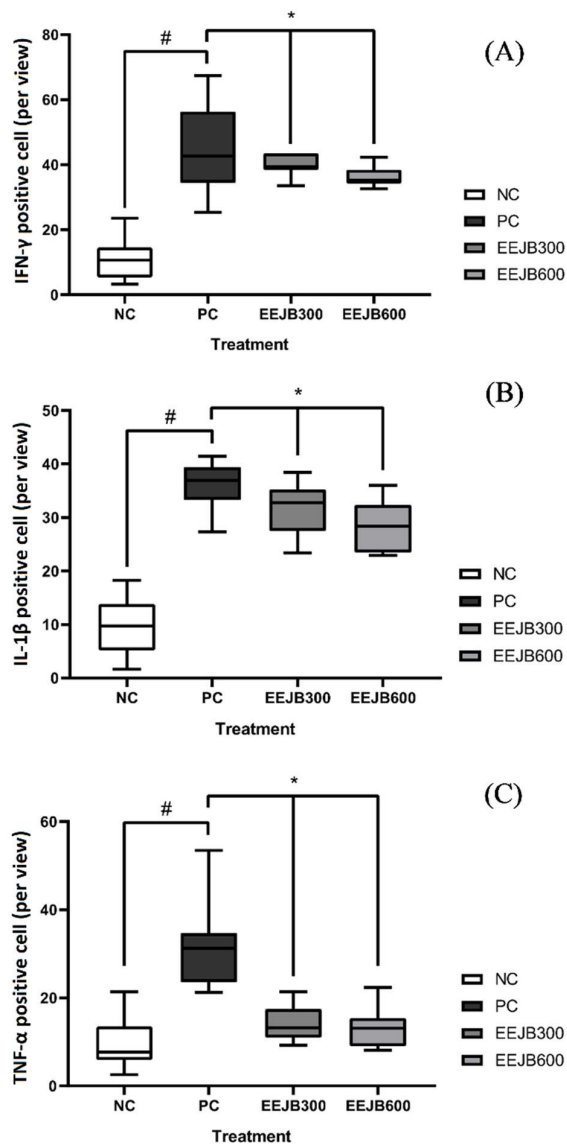 (A)
#
*
IFN-γ positive cell (per view)
80
60
40
20
0
NC
PC
EEJB300
EEJB600
Treatment
NC
PC
EEJB300
EEJB600
(B)
#
*
IL-1β positive cell (per view)
50
40
30
20
10
0
NC
PC
EEJB300
EEJB600
Treatment
NC
PC
EEJB300
EEJB600
(C)
#
*
TNF-α positive cell (per view)
60
40
20
0
NC
PC
EEJB300
EEJB600
Treatment
NC
PC
EEJB300
EEJB600